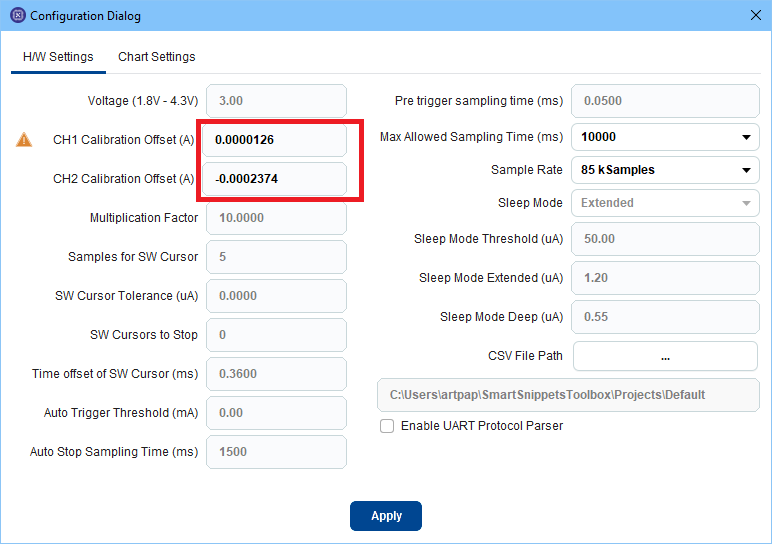 Configuration Dialog
H/W Settings
Chart Settings
Voltage (1.8V - 4.3V)
3.00
CH1 Calibration Offset (A)
0.0000126
CH2 Calibration Offset (A)
-0.0002374
Multiplication Factor
10.0000
Samples for SW Cursor
5
SW Cursor Tolerance (uA)
0.0000
SW Cursors to Stop
0
Time offset of SW Cursor (ms)
0.3600
Auto Trigger Threshold (mA)
0.00
Auto Stop Sampling Time (ms)
1500
Pre trigger sampling time (ms)
0.0500
Max Allowed Sampling Time (ms)
10000
Sample Rate
85 kSamples
Sleep Mode
Extended
Sleep Mode Threshold (uA)
50.00
Sleep Mode Extended (uA)
1.20
Sleep Mode Deep (uA)
0.55
CSV File Path
...
C:\Users\artpap\SmartSnippetsToolbox\Projects\Default
Enable UART Protocol Parser
Apply